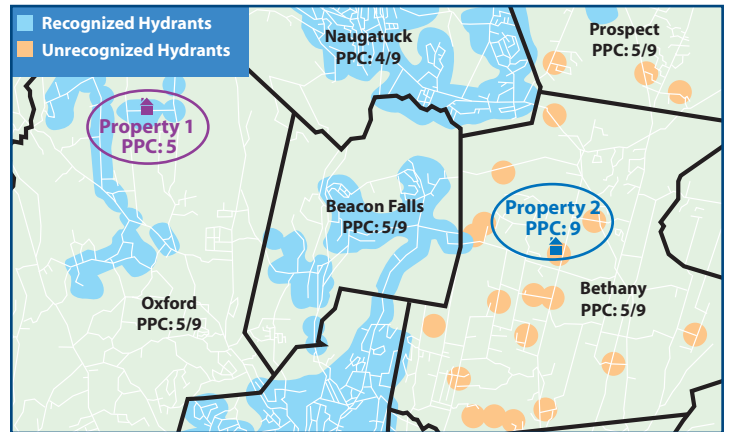 Recognized Hydrants
Unrecognized Hydrants
Naugatuck
PPC: 4/9
Prospect
PPC: 5/9
Property 1
PPC: 5
Beacon Falls
PPC: 5/9
Property 2
PPC: 9
Oxford
PPC: 5/9
Bethany
PPC: 5/9